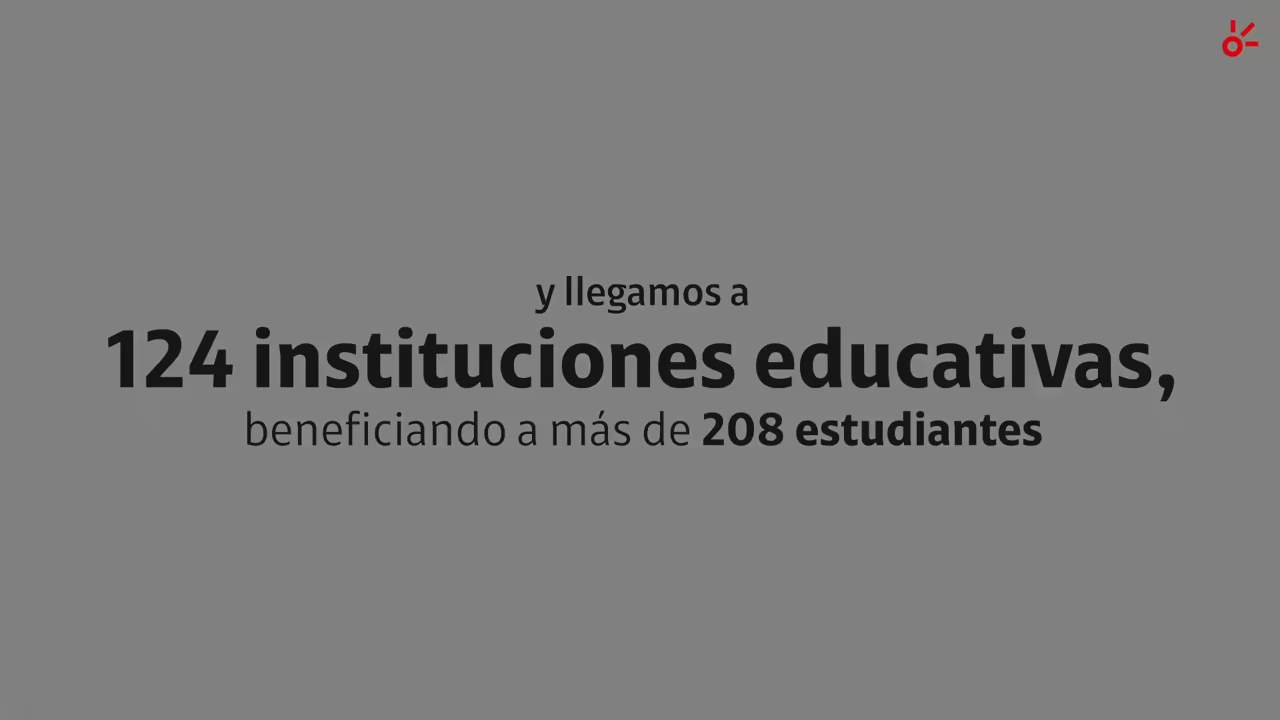 y llegamos a
124 instituciones educativas,
beneficiando a más de 208 estudiantes